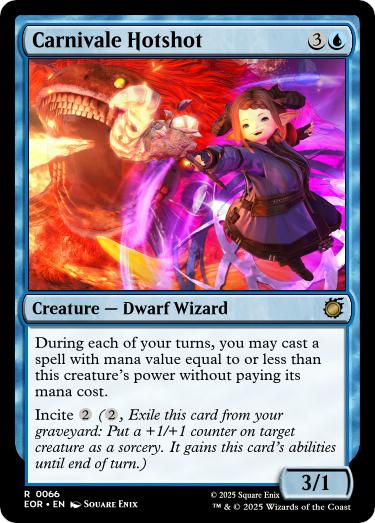 Carnivale Hotshot 3
Creature — Dwarf Wizard
During each of your turns, you may cast a
spell with mana value equal to or less than
this creature's power without paying its
mana cost.
Incite 2 (2, Exile this card from your
graveyard: Put a +1/+1 counter on target
creature as a sorcery. It gains this card's abilities
until end of turn.)
3/1
R 0066
EOR • EN SQUARE ENIX
© 2025 Square Enix
™ & © 2025 Wizards of the Coast